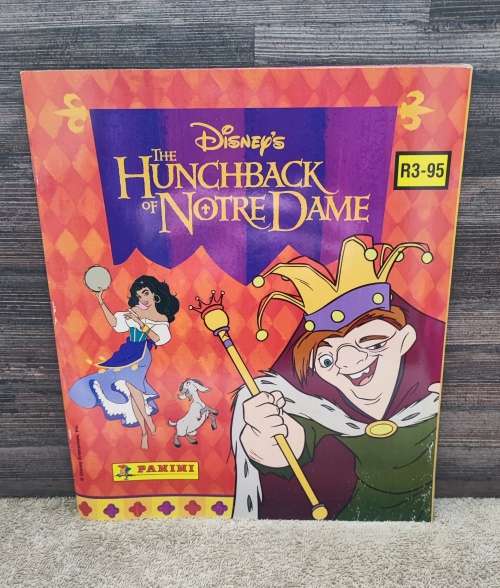 Disney's
THE
HUNCHBACK
OF NOTRE DAME
R3-95
PANINI